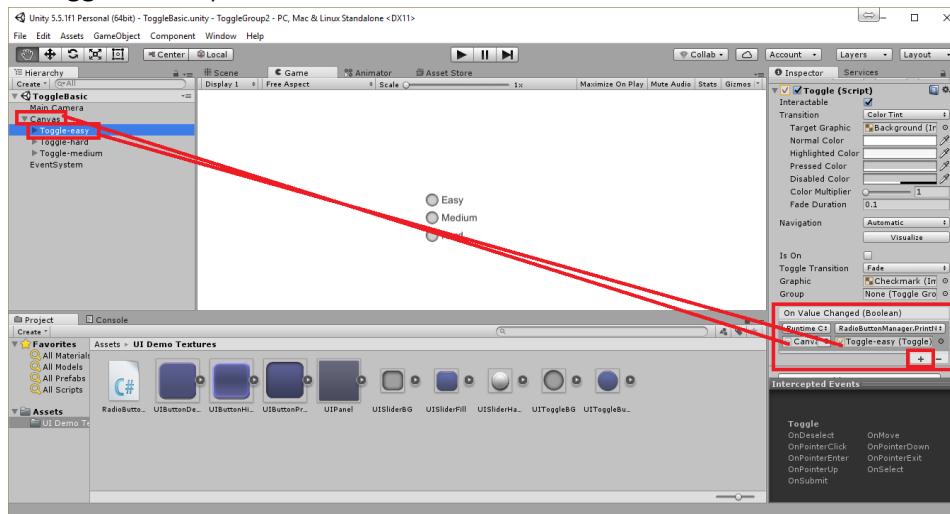 Unity 5.5.1f1 Personal (64bit) - ToggleBasic.unity - ToggleGroup2 - PC, Mac & Linux Standalone <DX11>
File Edit Assets GameObject Component Window Help
Center Local Collab Account Layers Layout
Hierarchy Scene Game Animator Asset Store Inspector Services
Create All Display 1 Free Aspect Scale 1x Maximize On Play Mute Audio Stats Gizmos
ToggleBasic
Main Camera
Canvas
Toggle-easy
Toggle-hard
Toggle-medium
EventSystem
Easy
Medium
Toggle (Script)
Interactable
Transition Color Tint
Target Graphic Background (Ir
Normal Color
Highlighted Color
Pressed Color
Disabled Color
Color Multiplier 1
Fade Duration 0.1
Navigation Automatic
Visualize
Is On
Toggle Transition Fade
Graphic Checkmark (Im
Group None (Toggle Gro
On Value Changed (Boolean)
Runtime RadioButtonManager.Print
Canva Toggle-easy (Toggle)
+ -
Intercepted Events
Toggle
OnDeselect OnMove
OnPointerClick OnPointerDown
OnPointerEnter OnPointerExit
OnPointerUp OnSelect
OnSubmit
Project Console
Create
Favorites Assets ▸ UI Demo Textures
All Materials
All Models
All Prefabs
All Scripts
Assets
UI Demo Te
C#
RadioButto... UIButtonDe... UIButtonHi... UIButtonPr... UIPanel UISliderBG UISliderFill UISliderHa... UIToggleBG UIToggleBu...